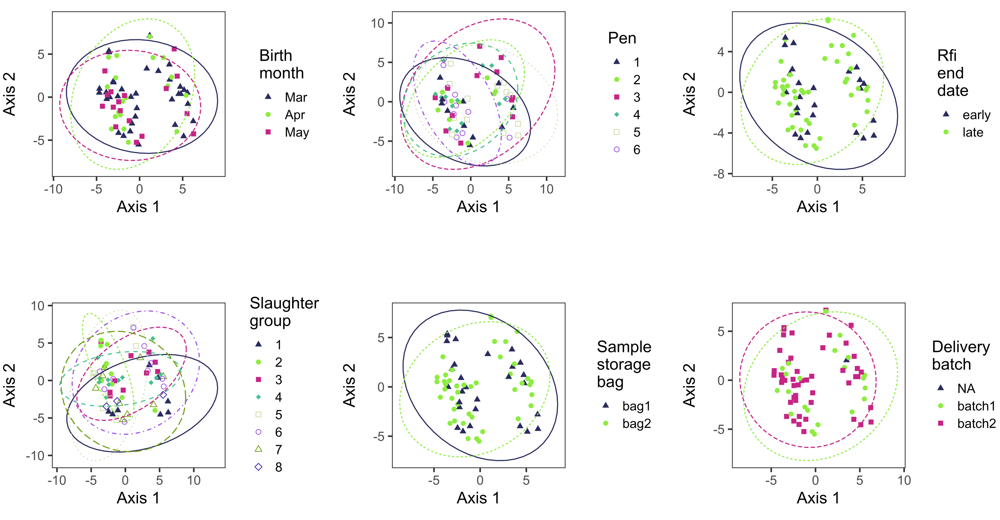 5
0
-5
-10
-5
0
5
Axis 1
Axis 2
Birth
month
Mar
Apr
May
10
5
0
-5
-10
-5
0
5
10
Axis 1
Axis 2
Pen
1
2
3
4
5
6
4
0
-4
-8
-5
0
5
Axis 1
Axis 2
Rfi
end
date
early
late
10
5
0
-5
-10
-10
-5
0
5
10
Axis 1
Axis 2
Slaughter
group
1
2
3
4
5
6
7
8
5
0
-5
-5
0
5
Axis 1
Axis 2
Sample
storage
bag
bag1
bag2
5
0
-5
-5
0
5
10
Axis 1
Axis 2
Delivery
batch
NA
batch1
batch2